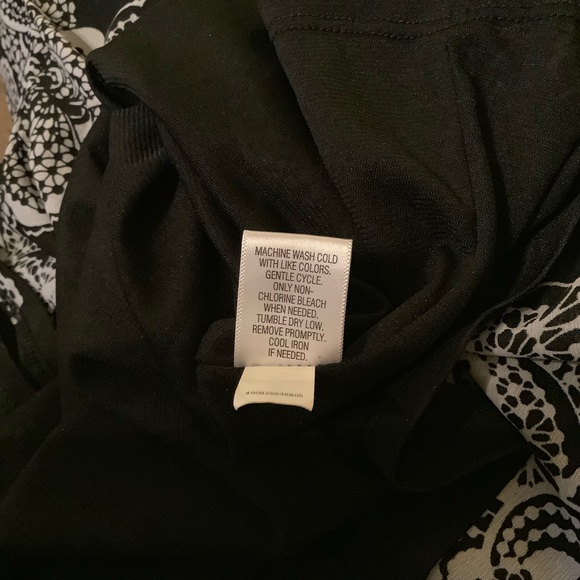 MACHINE WASH COLD
WITH LIKE COLORS.
GENTLE CYCLE.
ONLY NON-
CHLORINE BLEACH
WHEN NEEDED.
TUMBLE DRY LOW.
REMOVE PROMPTLY.
COOL IRON
IF NEEDED.